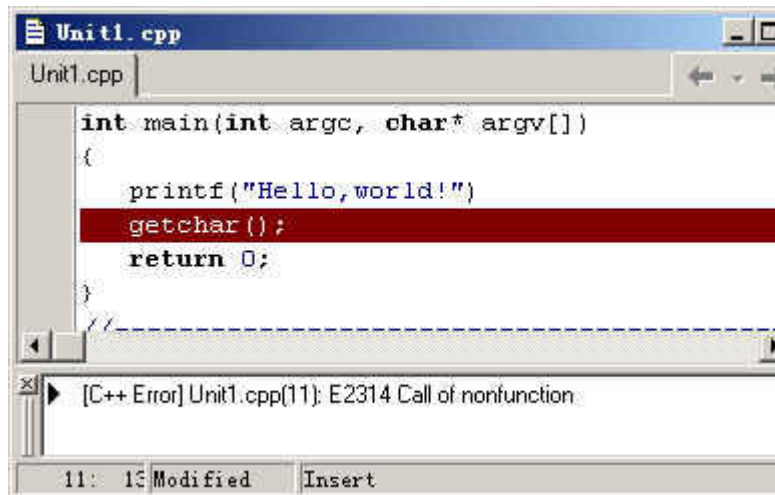 Unit1.cpp
Unit1.cpp
int main(int argc, char* argv[])
{
printf("Hello,world!")
getchar();
return 0;
}
//-------------------------------------------
[C++ Error] Unit1.cpp(11): E2314 Call of nonfunction
11: 13 Modified Insert